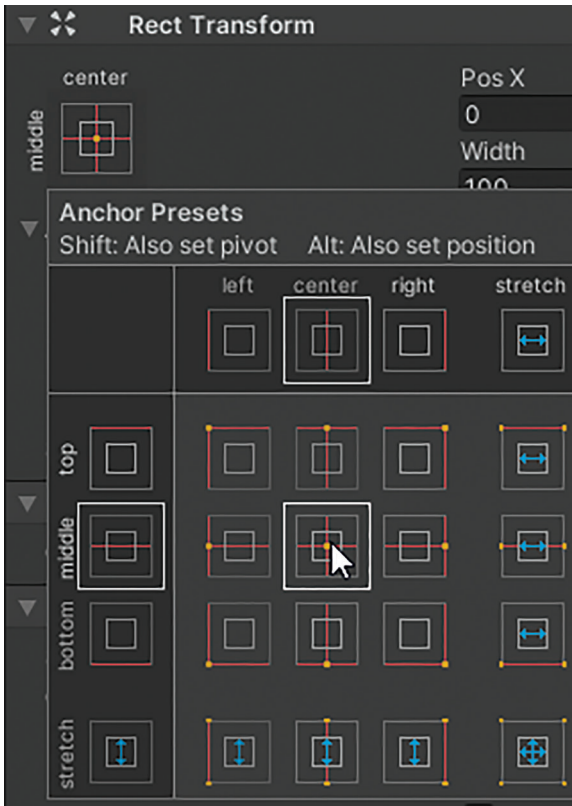 Rect Transform
center
Pos X
middle
0
Width
100
Anchor Presets
Shift: Also set pivot Alt: Also set position
left center right stretch
top
middle
bottom
stretch